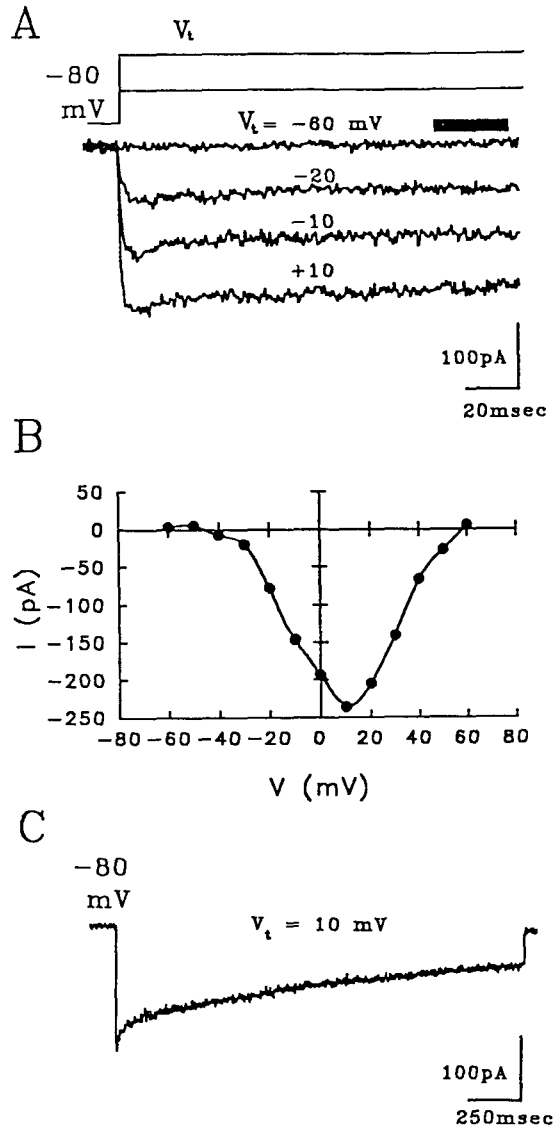 A
V_t
-80
mV
V_t = -60 mV
-20
-10
+10
100pA
20msec
B
50
0
-50
-100
-150
-200
-250
I (pA)
-80 -60 -40 -20 0 20 40 60 80
V (mV)
C
-80
mV
V_t = 10 mV
100pA
250msec